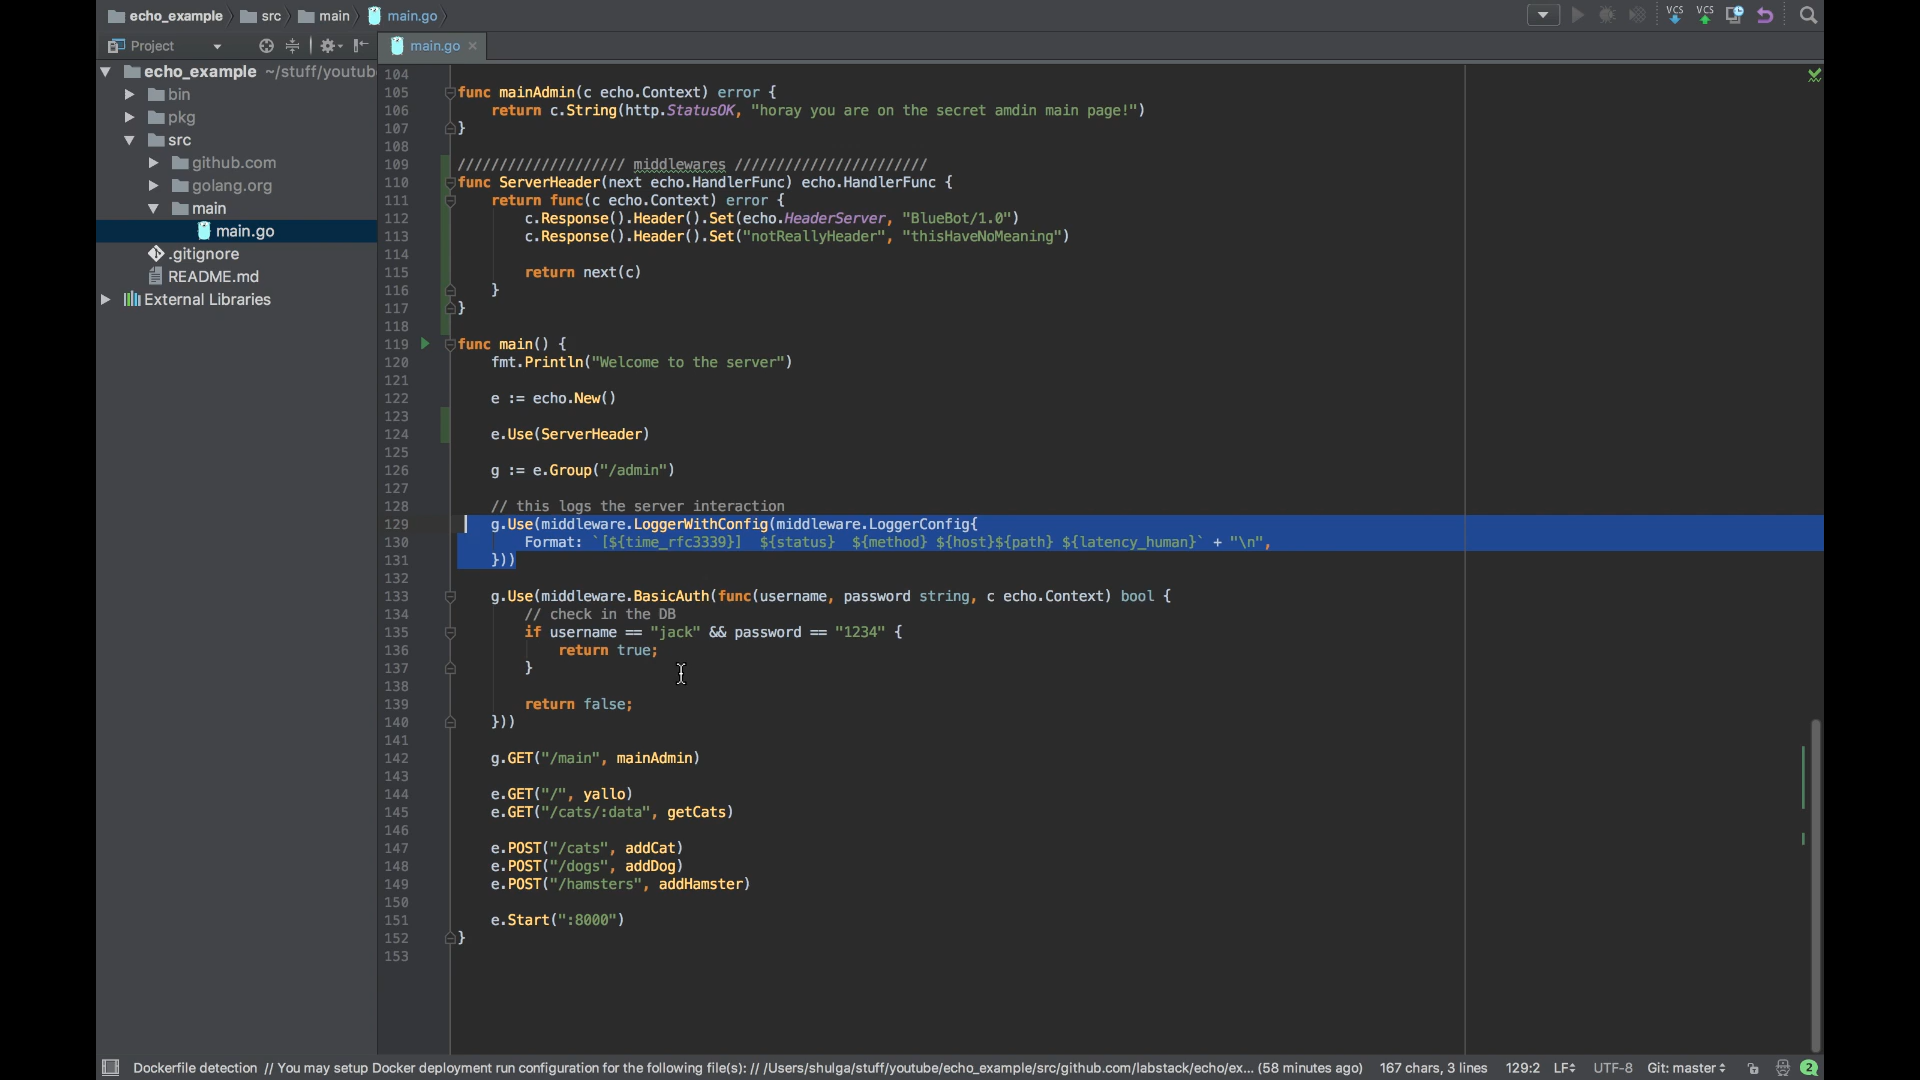 echo_example src main main.go
Project
main.go
echo_example ~/stuff/youtub
bin
pkg
src
github.com
golang.org
main
main.go
.gitignore
README.md
External Libraries
104
105 func mainAdmin(c echo.Context) error {
106 return c.String(http.StatusOK, "horay you are on the secret amdin main page!")
107 }
108
109 //////////////////// middlewares ///////////////////////
110 func ServerHeader(next echo.HandlerFunc) echo.HandlerFunc {
111 return func(c echo.Context) error {
112 c.Response().Header().Set(echo.HeaderServer, "BlueBot/1.0")
113 c.Response().Header().Set("notReallyHeader", "thisHaveNoMeaning")
114
115 return next(c)
116 }
117 }
118
119 func main() {
120 fmt.Println("Welcome to the server")
121
122 e := echo.New()
123
124 e.Use(ServerHeader)
125
126 g := e.Group("/admin")
127
128 // this logs the server interaction
129 g.Use(middleware.LoggerWithConfig(middleware.LoggerConfig{
130 Format: `[${time_rfc3339}]  ${status}  ${method} ${host}${path} ${latency_human}` + "\n",
131 }))
132
133 g.Use(middleware.BasicAuth(func(username, password string, c echo.Context) bool {
134 // check in the DB
135 if username == "jack" && password == "1234" {
136 return true;
137 }
138
139 return false;
140 }))
141
142 g.GET("/main", mainAdmin)
143
144 e.GET("/", yallo)
145 e.GET("/cats/:data", getCats)
146
147 e.POST("/cats", addCat)
148 e.POST("/dogs", addDog)
149 e.POST("/hamsters", addHamster)
150
151 e.Start(":8000")
152 }
153
VCS VCS
Dockerfile detection // You may setup Docker deployment run configuration for the following file(s): // /Users/shulga/stuff/youtube/echo_example/src/github.com/labstack/echo/ex... (58 minutes ago) 167 chars, 3 lines 129:2 LF UTF-8 Git: master 2